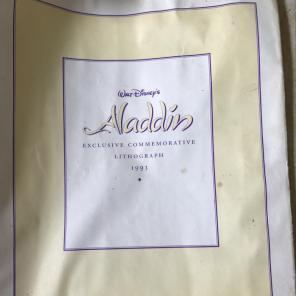 Walt Disney's
Aladdin
EXCLUSIVE COMMEMORATIVE
LITHOGRAPH
1993